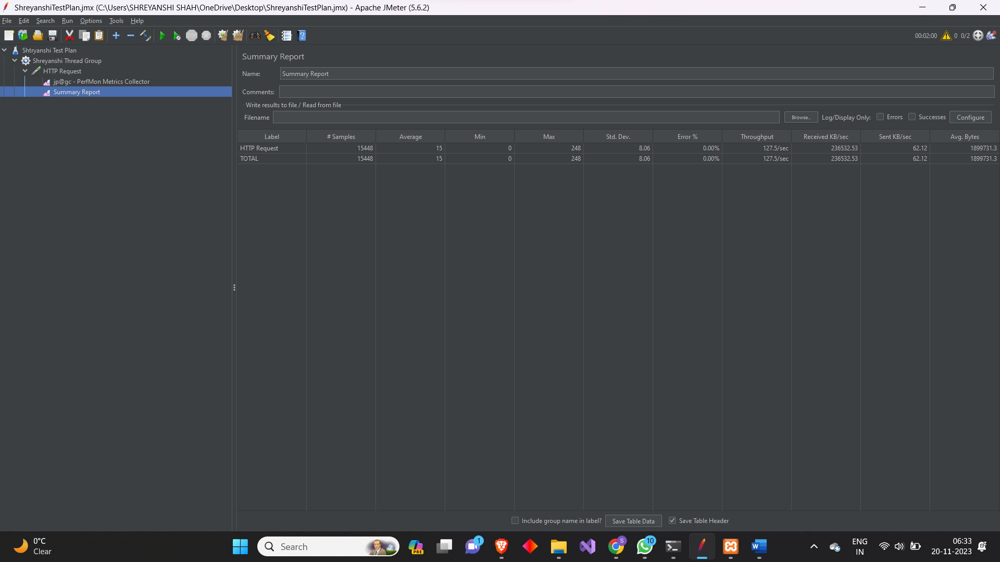 ShreyanshiTestPlan.jmx (C:\Users\SHREYANSHI SHAH\OneDrive\Desktop\ShreyanshiTestPlan.jmx) - Apache JMeter (5.6.2)
File Edit Search Run Options Tools Help
STOP 00:02:00 0 0/2
Shtryanshi Test Plan
Shreyanshi Thread Group
HTTP Request
jp@gc - PerfMon Metrics Collector
Summary Report
Summary Report
Name: Summary Report
Comments:
Write results to file / Read from file
Filename Browse... Log/Display Only: Errors Successes Configure
Label # Samples Average Min Max Std. Dev. Error % Throughput Received KB/sec Sent KB/sec Avg. Bytes
HTTP Request 15448 15 0 248 8.06 0.00% 127.5/sec 236532.53 62.12 1899731.3
TOTAL 15448 15 0 248 8.06 0.00% 127.5/sec 236532.53 62.12 1899731.3
Include group name in label? Save Table Data Save Table Header
0°C
Clear
Search
PRE
1
S
10
W
ENG
IN
06:33
20-11-2023